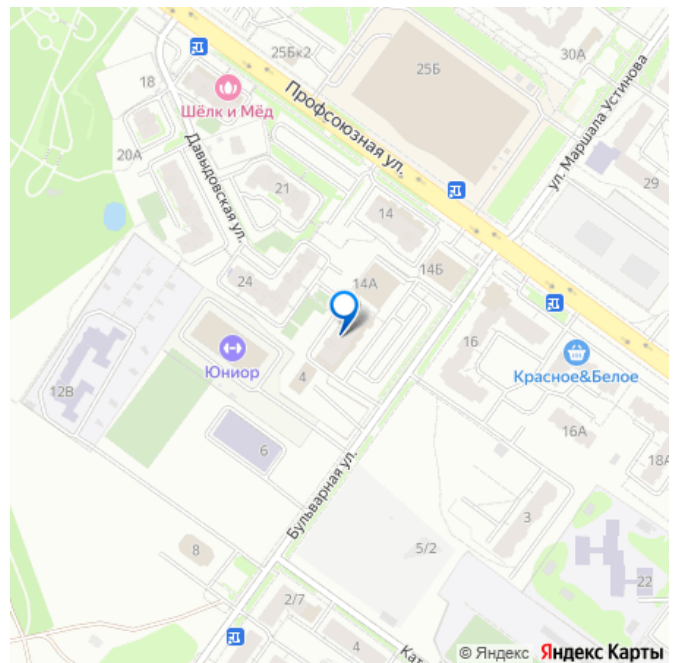 25Бк2
30А
25Б
18
Шёлк и Мёд
Профсоюзная ул.
ул. Маршала Устинова
20А
Давыдовская ул.
21
29
14
24
14А
14Б
16
Юниор
4
Красное&Белое
12В
16А
6
18А
Бульварная ул.
3
8
5/2
22
2/7
4
Кат
© Яндекс Яндекс Карты